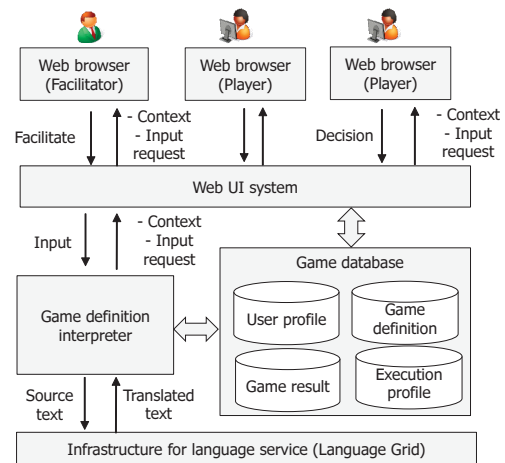 Web browser
(Facilitator)
Web browser
(Player)
Web browser
(Player)
Facilitate
- Context
- Input
request
Decision
- Context
- Input
request
Web UI system
Input
- Context
- Input
request
Game database
Game definition
interpreter
User profile
Game
definition
Game result
Execution
profile
Source
text
Translated
text
Infrastructure for language service (Language Grid)